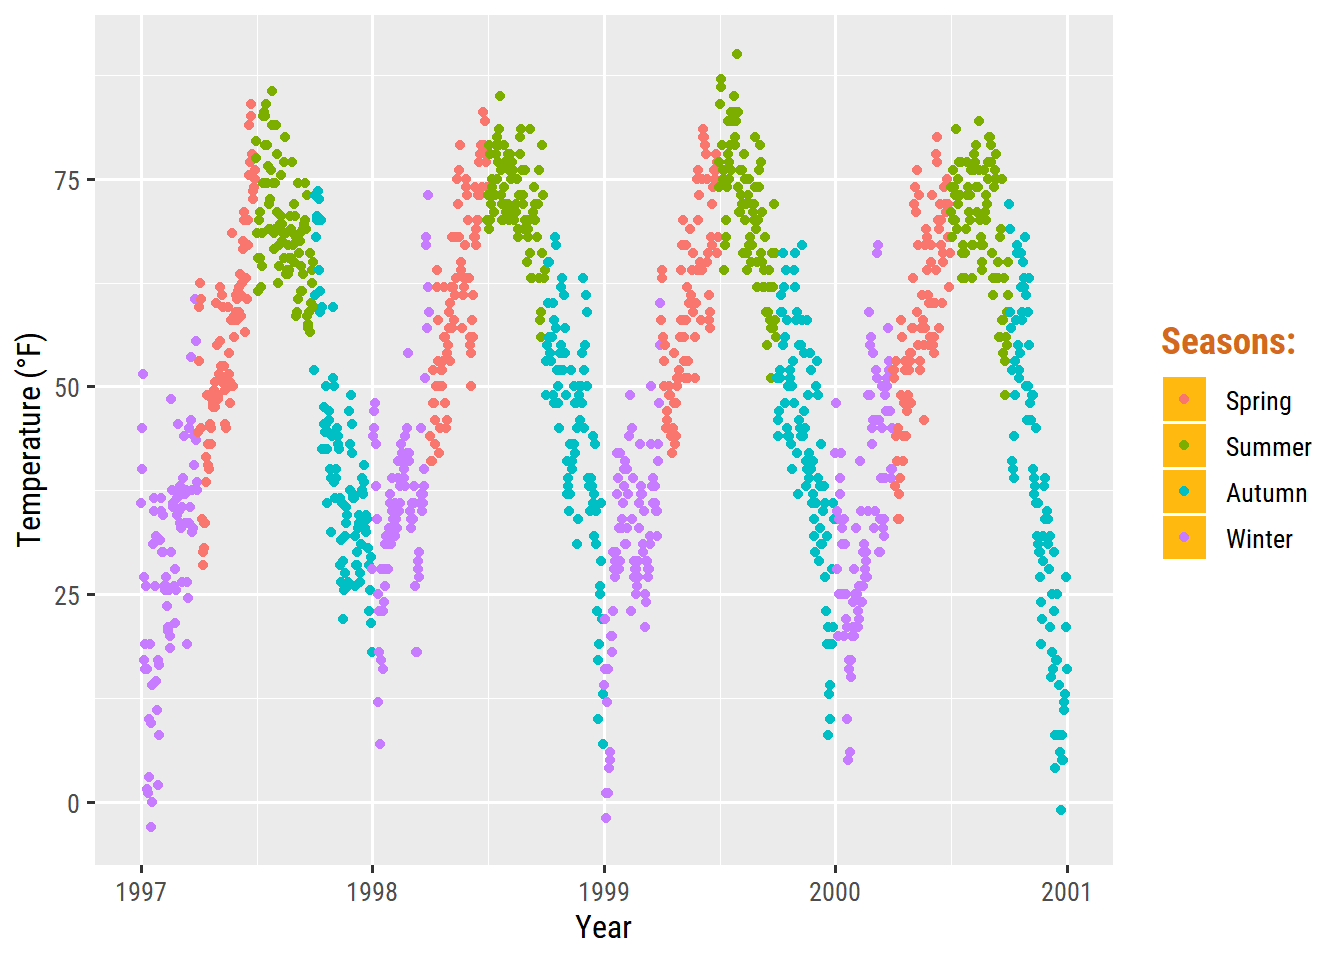 75
50
25
0
Temperature (°F)
1997 1998 1999 2000 2001
Year
Seasons:
Spring
Summer
Autumn
Winter